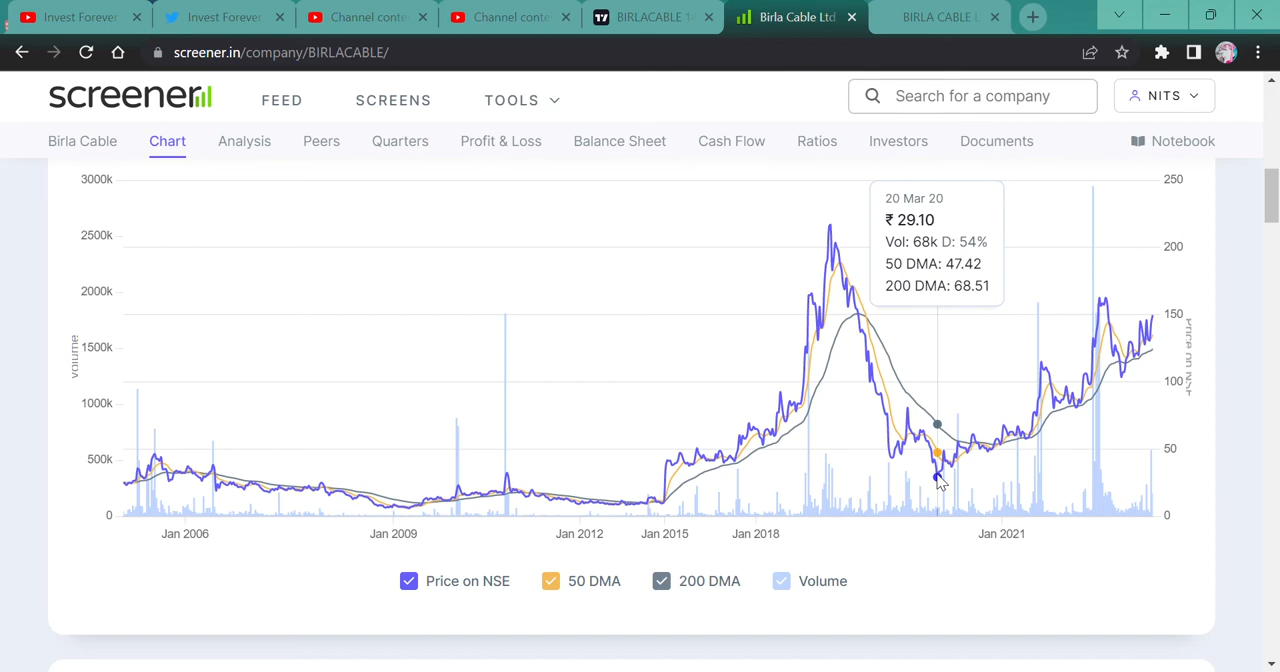 Invest Forever
Invest Forever
Channel conte
Channel conte
BIRLACABLE 1
Birla Cable Ltd
BIRLA CABLE L
screener.in/company/BIRLACABLE/
screener
FEED
SCREENS
TOOLS
Search for a company
NITS
Birla Cable
Chart
Analysis
Peers
Quarters
Profit & Loss
Balance Sheet
Cash Flow
Ratios
Investors
Documents
Notebook
3000k
2500k
2000k
1500k
1000k
500k
0
Volume
250
200
150
100
50
0
Price on NSE
20 Mar 20
₹ 29.10
Vol: 68k D: 54%
50 DMA: 47.42
200 DMA: 68.51
Jan 2006
Jan 2009
Jan 2012
Jan 2015
Jan 2018
Jan 2021
Price on NSE
50 DMA
200 DMA
Volume